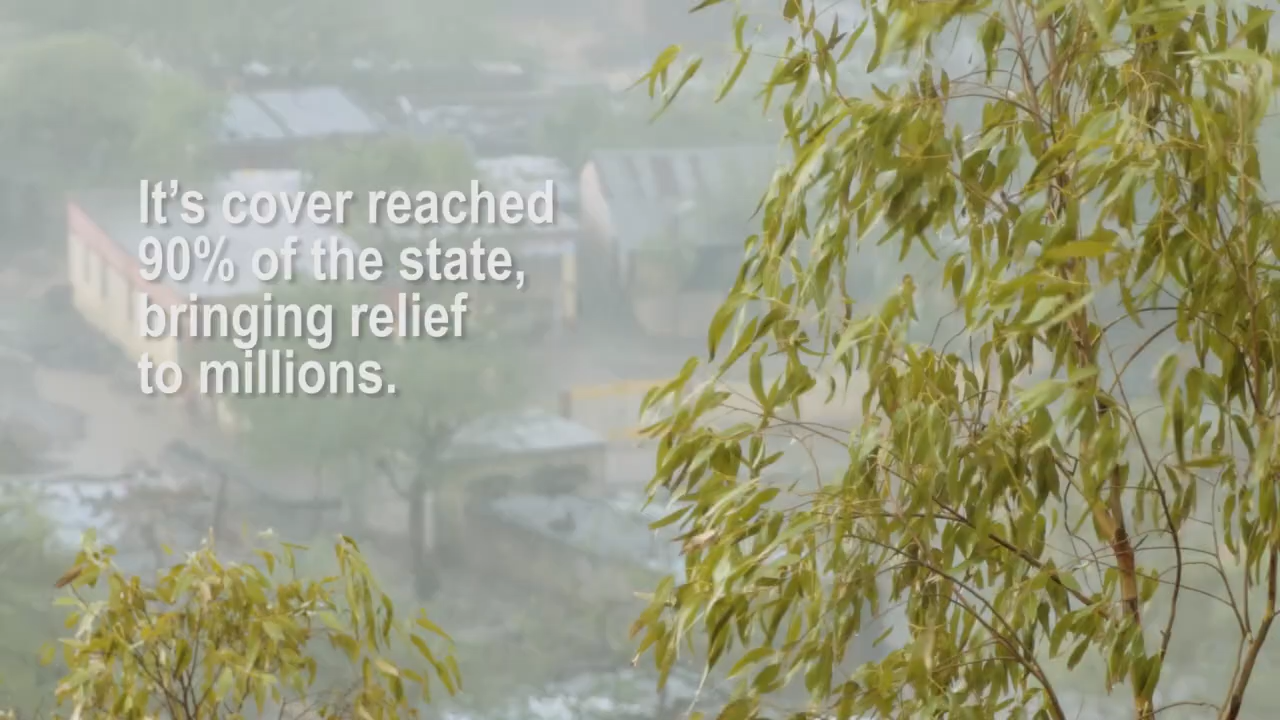 It’s cover reached
90% of the state,
bringing relief
to millions.